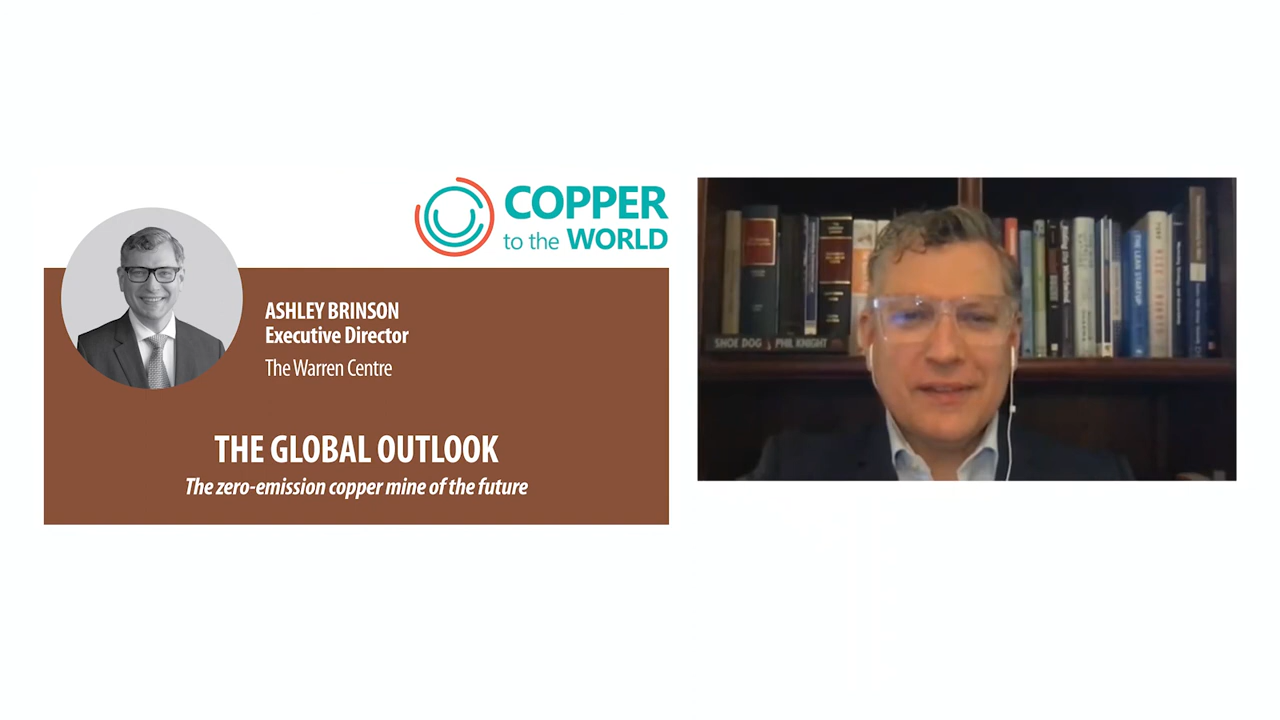 COPPER
to the WORLD
ASHLEY BRINSON
Executive Director
The Warren Centre
THE GLOBAL OUTLOOK
The zero-emission copper mine of the future
SHOE DOG PHIL KNIGHT
THE LEAN STARTUP